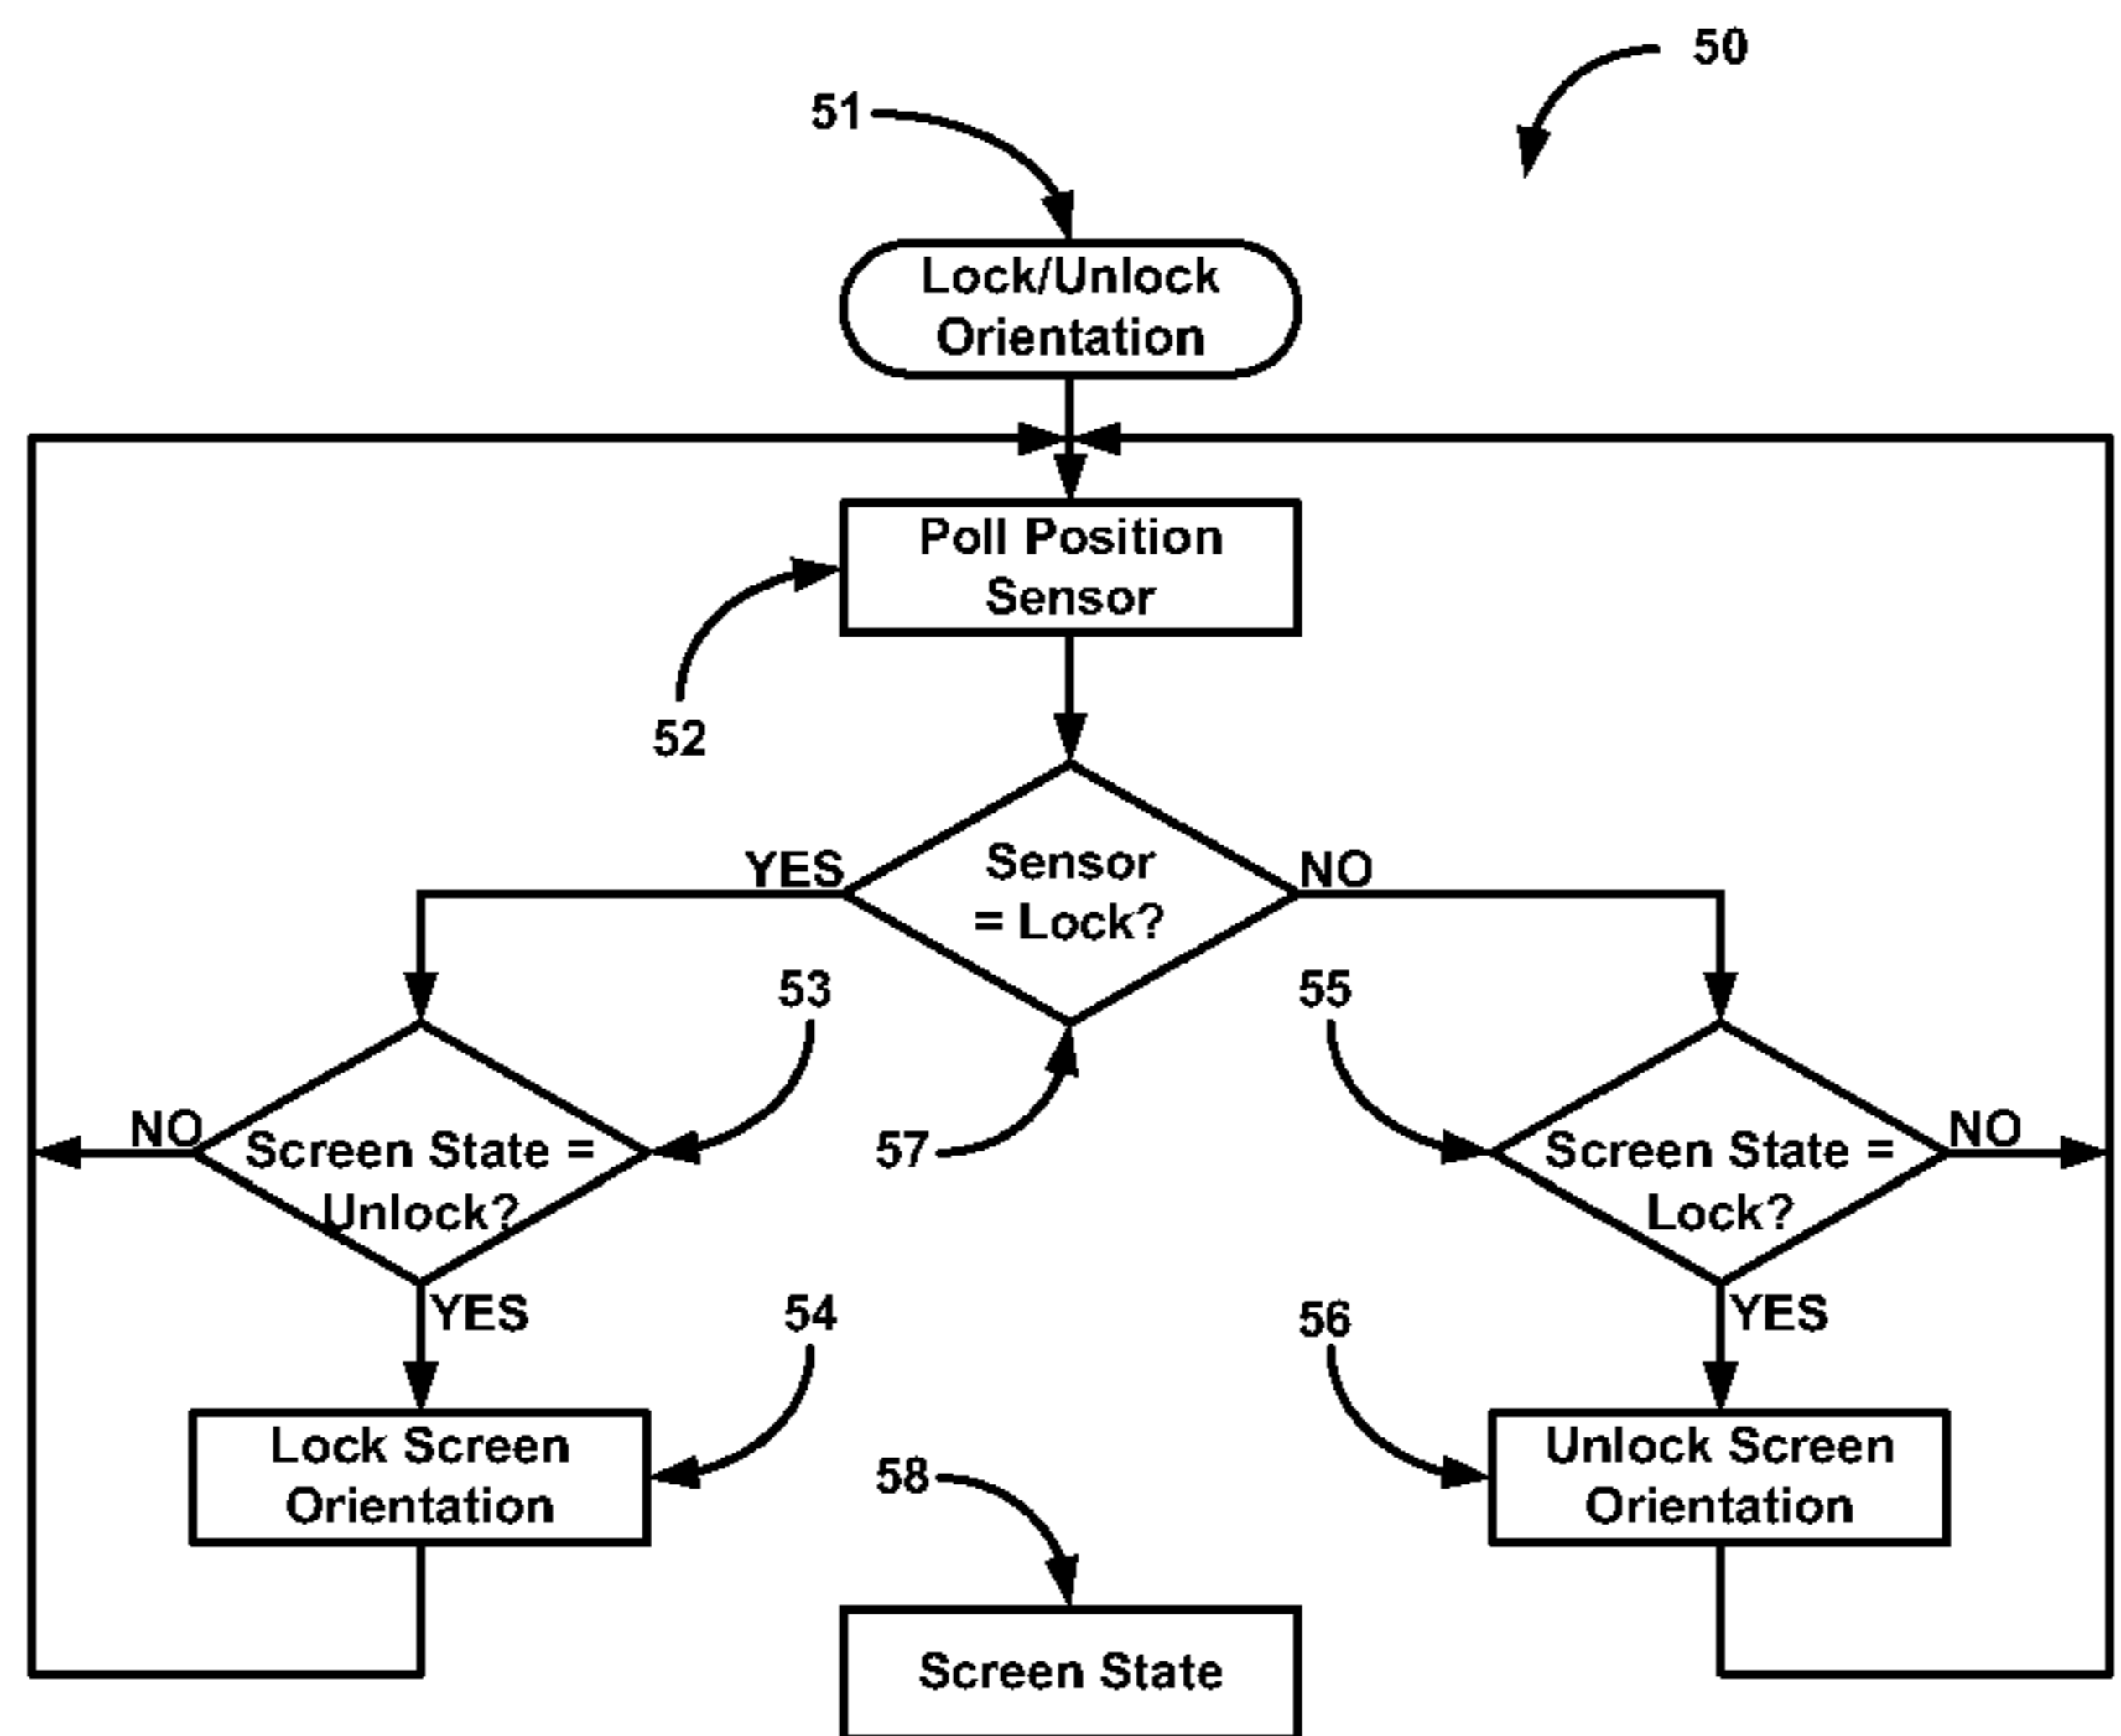 50
51
Lock/Unlock
Orientation
Poll Position
Sensor
52
YES
Sensor
= Lock?
NO
53
55
NO
Screen State =
Unlock?
57
Screen State =
Lock?
NO
YES
54
56
YES
Lock Screen
Orientation
58
Unlock Screen
Orientation
Screen State